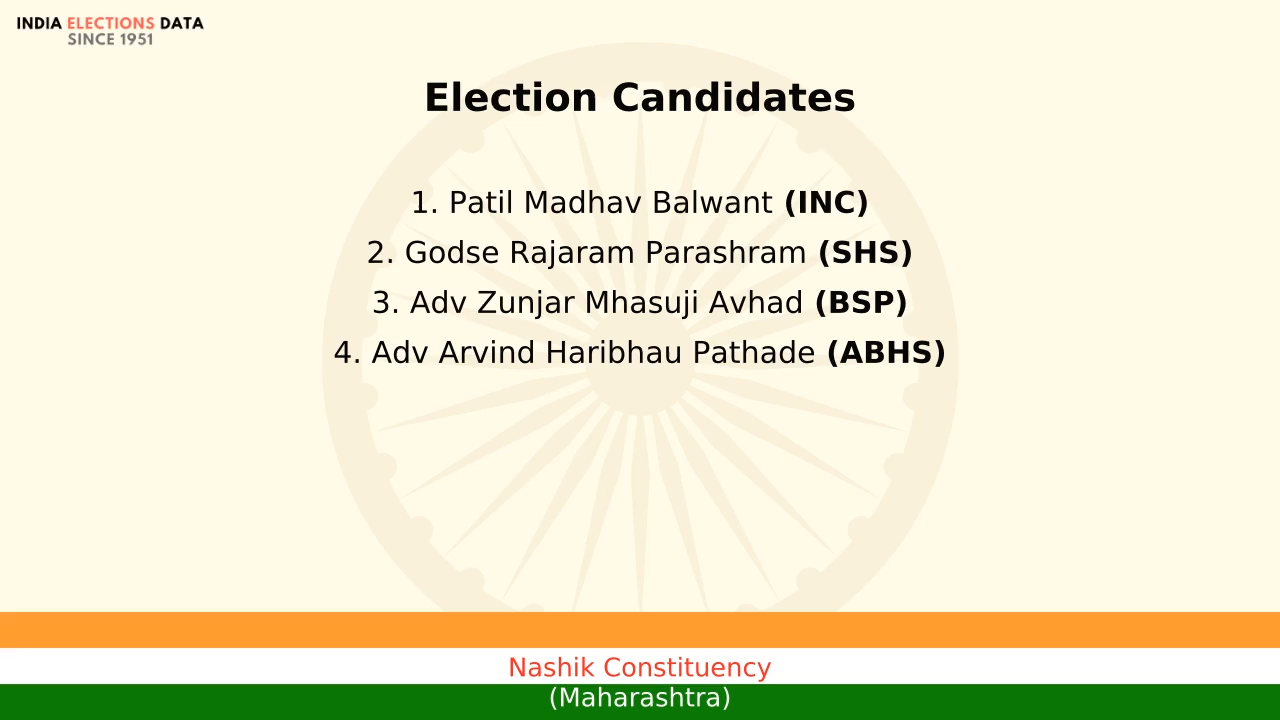 INDIA ELECTIONS DATA
SINCE 1951
Election Candidates
1. Patil Madhav Balwant (INC)
2. Godse Rajaram Parashram (SHS)
3. Adv Zunjar Mhasuji Avhad (BSP)
4. Adv Arvind Haribhau Pathade (ABHS)
Nashik Constituency
(Maharashtra)